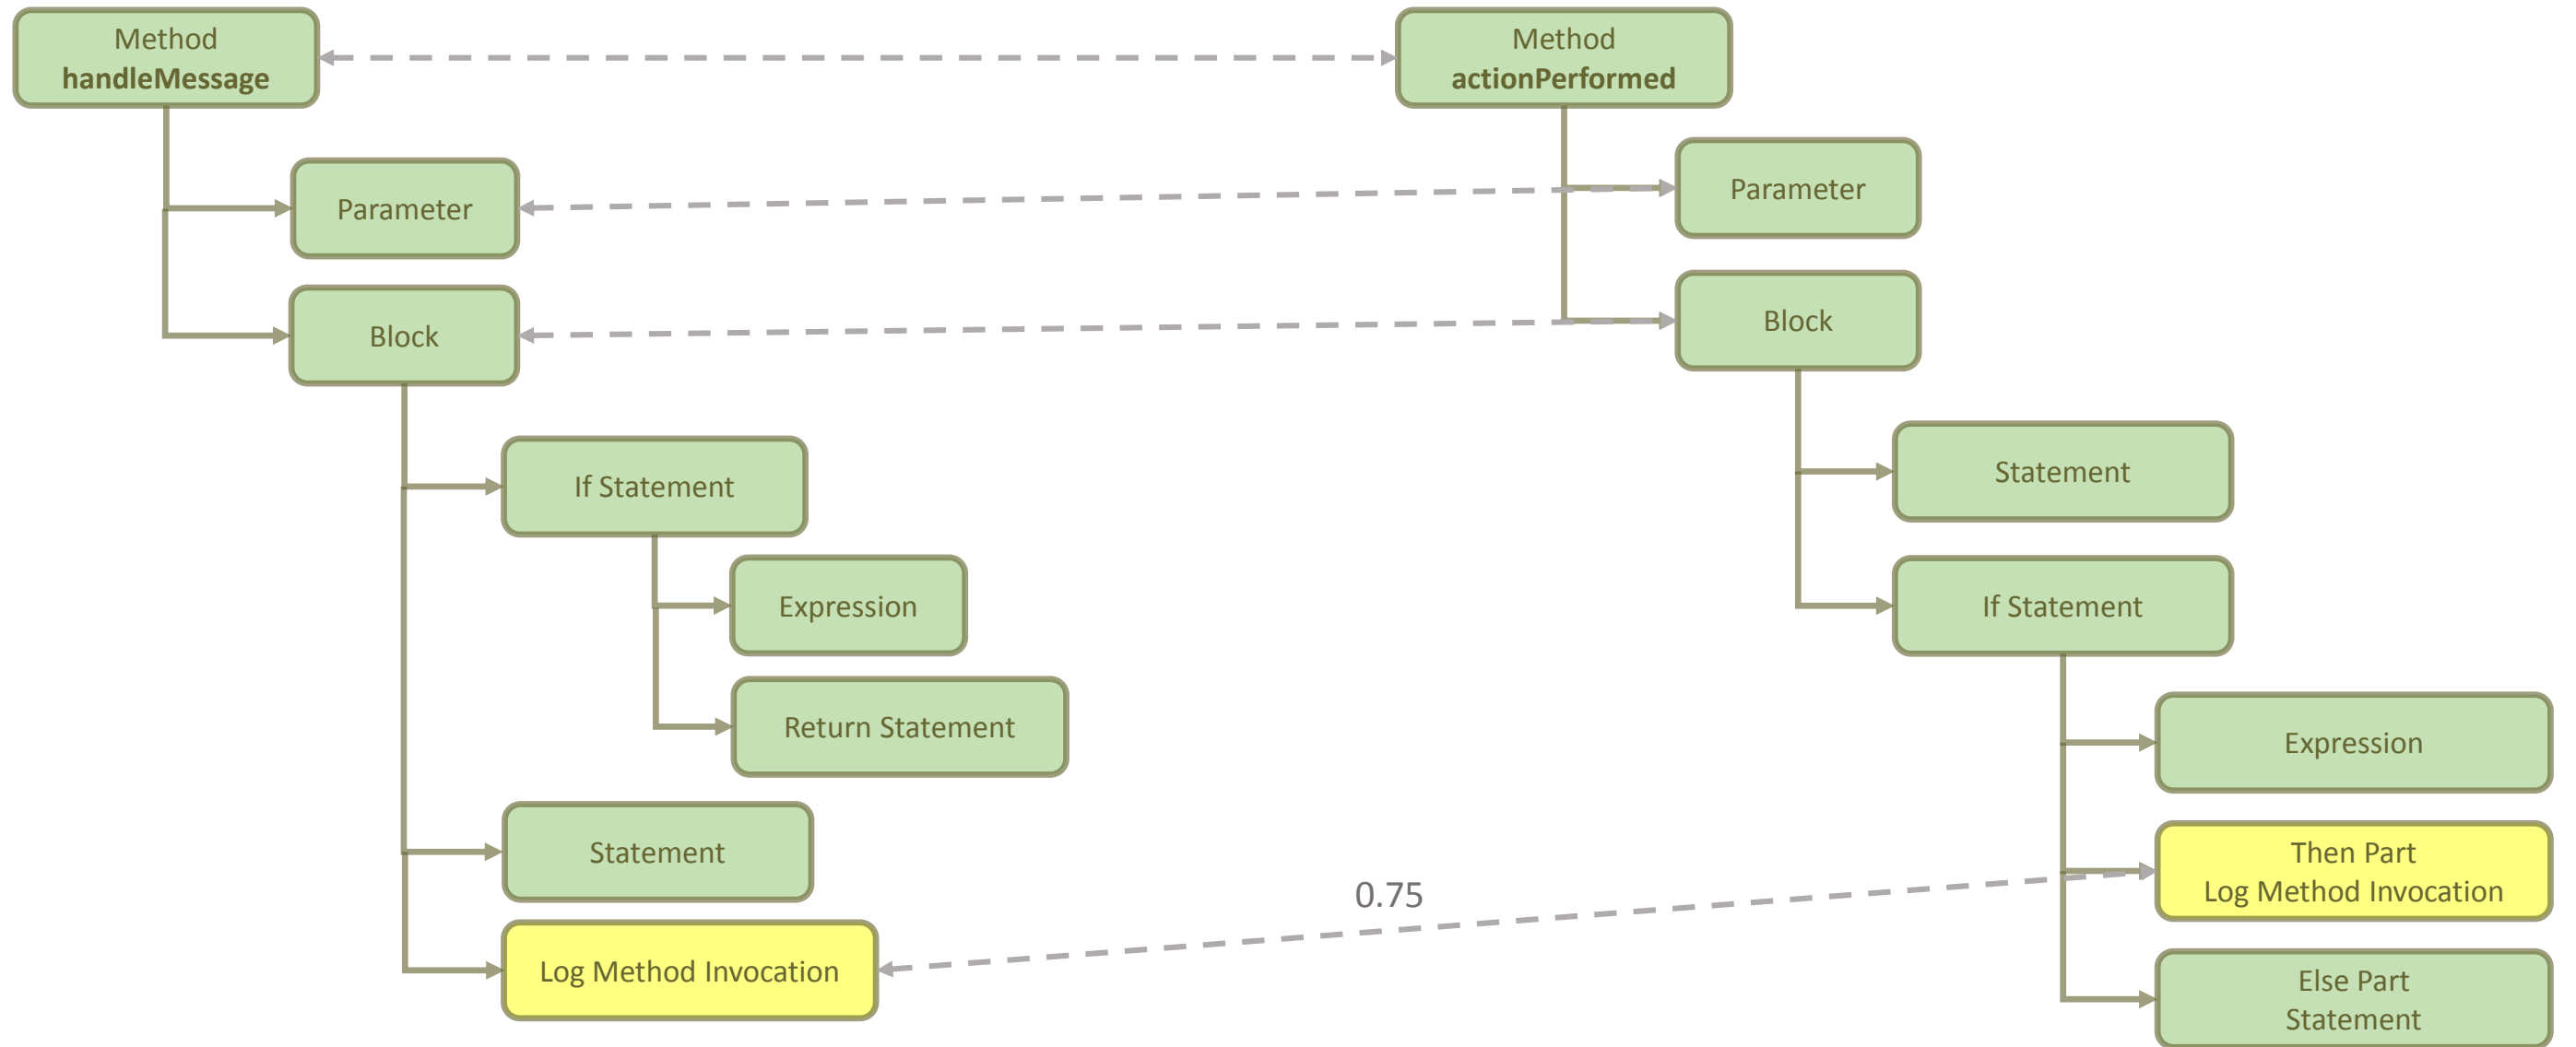 Method
handleMessage
Method
actionPerformed
Parameter
Parameter
Block
Block
If Statement
Statement
Expression
If Statement
Return Statement
Expression
Statement
Then Part
Log Method Invocation
0.75
Log Method Invocation
Else Part
Statement